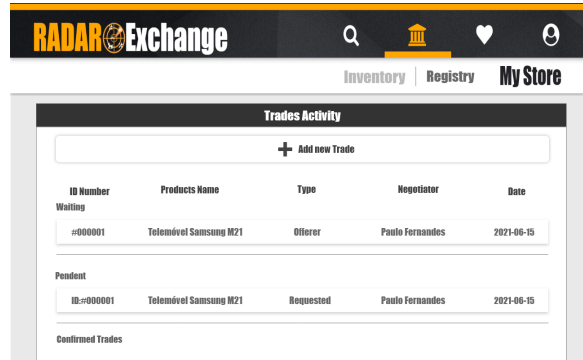 RADAR Exchange
Inventory | Registry My Store
Trades Activity
Add new Trade
ID Number Products Name Type Negotiator Date
Waiting
#000001 Telemóvel Samsung M21 Offerer Paulo Fernandes 2021-06-15
Pendent
ID:#000001 Telemóvel Samsung M21 Requested Paulo Fernandes 2021-06-15
Confirmed Trades